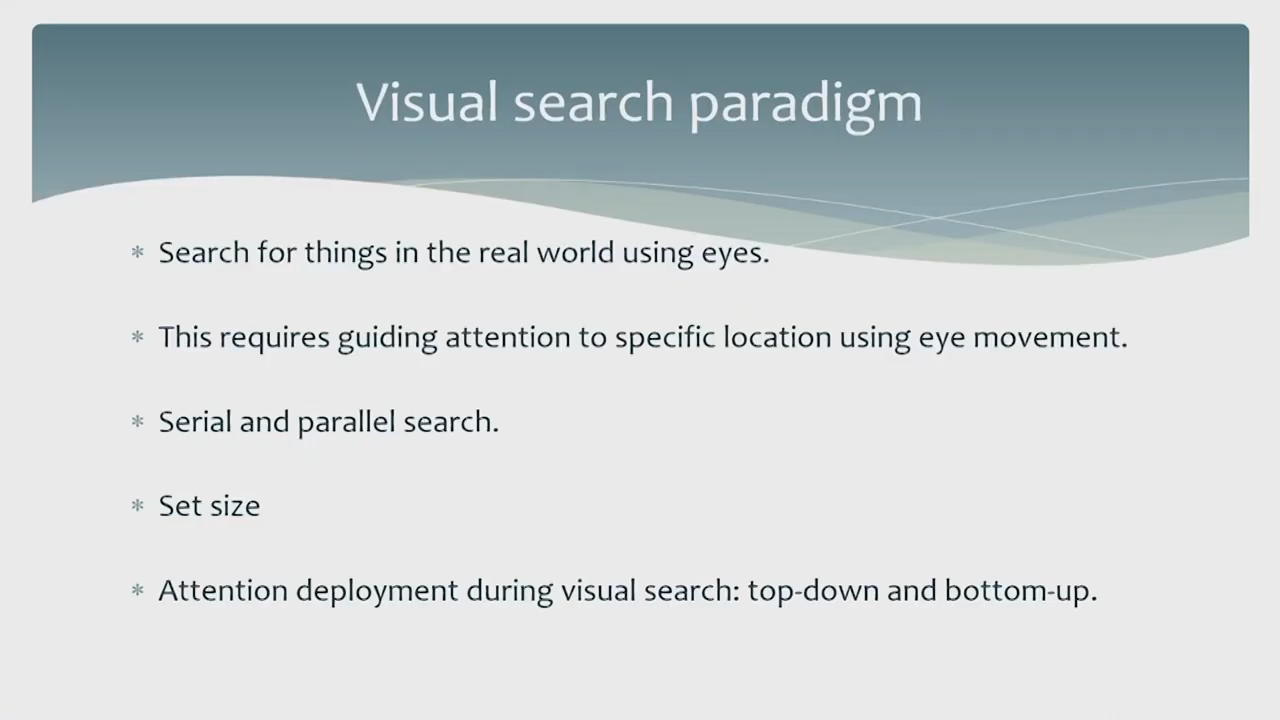 Visual search paradigm
* Search for things in the real world using eyes.
* This requires guiding attention to specific location using eye movement.
* Serial and parallel search.
* Set size
* Attention deployment during visual search: top-down and bottom-up.